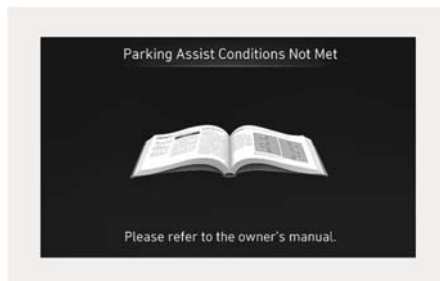 Parking Assist Conditions Not Met
Please refer to the owner's manual.